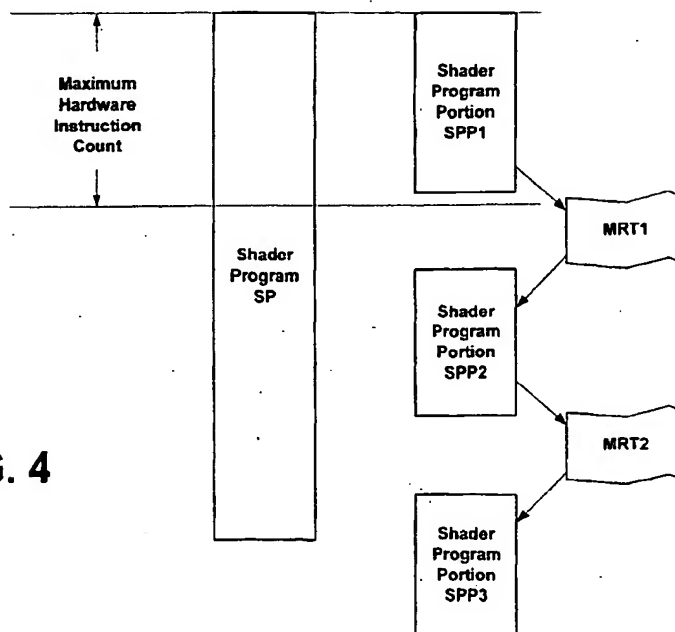 Maximum
Hardware
Instruction
Count
Shader
Program
SP
Shader
Program
Portion
SPP1
MRT1
Shader
Program
Portion
SPP2
MRT2
Shader
Program
Portion
SPP3
. 4